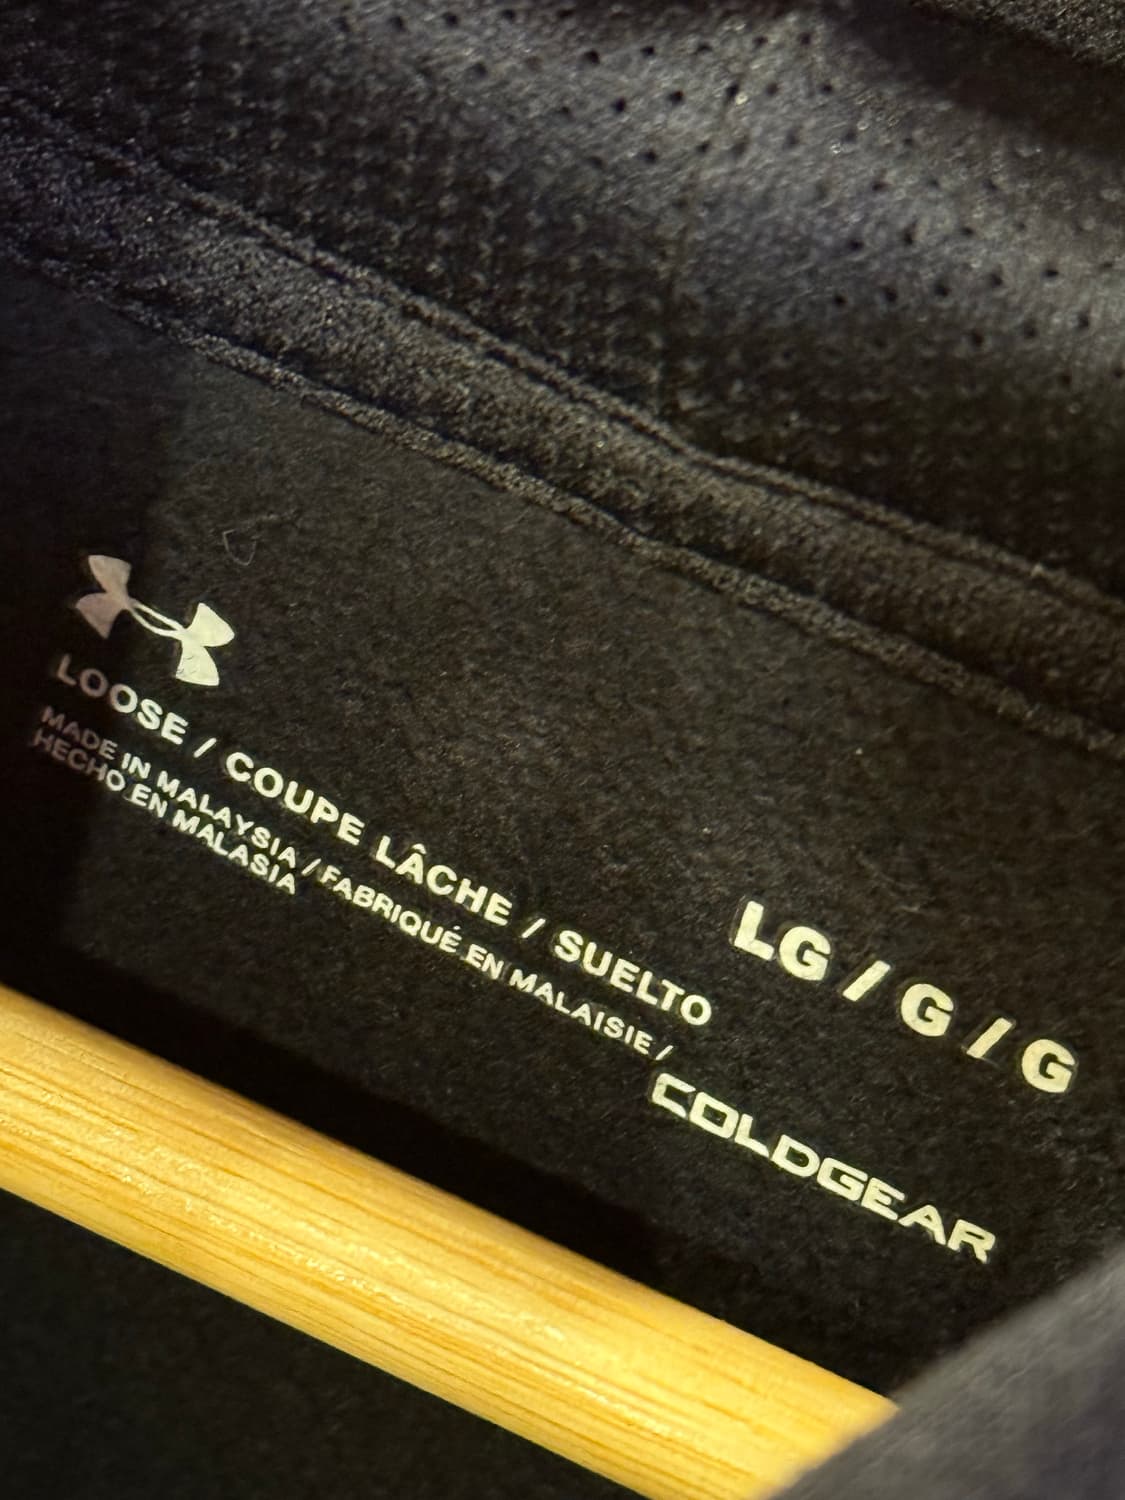 LOOSE / COUPE LÂCHE / SUELTO
MADE IN MALAYSIA / FABRIQUÉ EN MALAISIE /
HECHO EN MALASIA
LG / G / G
COLDGEAR